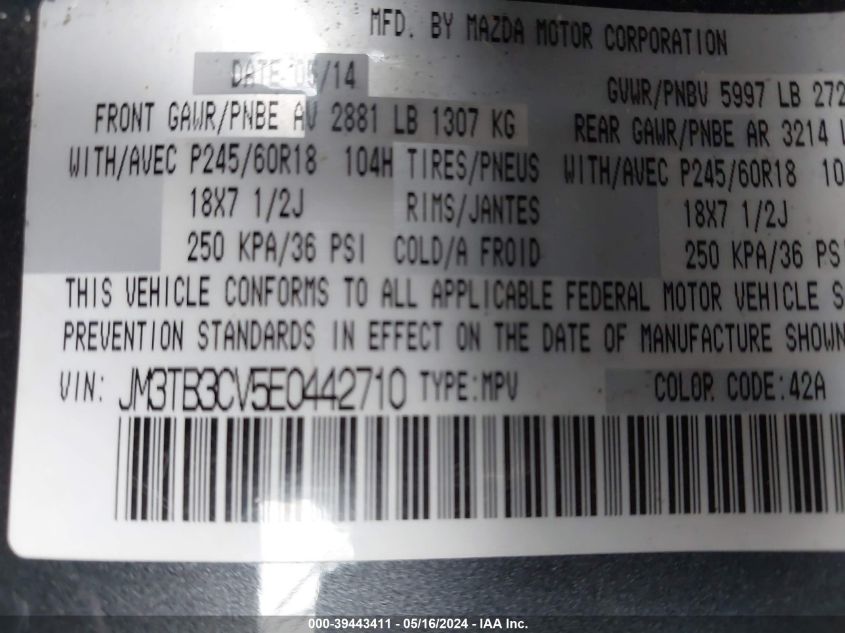 MFD. BY MAZDA MOTOR CORPORATION
DATE 05/14 GVWR/PNBV 5997 LB 272
FRONT GAWR/PNBE AV 2881 LB 1307 KG REAR GAWR/PNBE AR 3214 L
WITH/AVEC P245/60R18 104H TIRES/PNEUS WITH/AVEC P245/60R18 10
18X7 1/2J RIMS/JANTES 18X7 1/2J
250 KPA/36 PSI COLD/A FROID 250 KPA/36 PS
THIS VEHICLE CONFORMS TO ALL APPLICABLE FEDERAL MOTOR VEHICLE S
PREVENTION STANDARDS IN EFFECT ON THE DATE OF MANUFACTURE SHOWN
VIN: JM3TB3CV5E0442710 TYPE:MPV COLOR CODE:42A
000-39443411 - 05/16/2024 - IAA Inc.